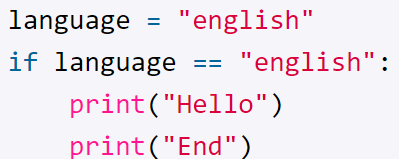 language = "english"
if language == "english":
    print("Hello")
    print("End")